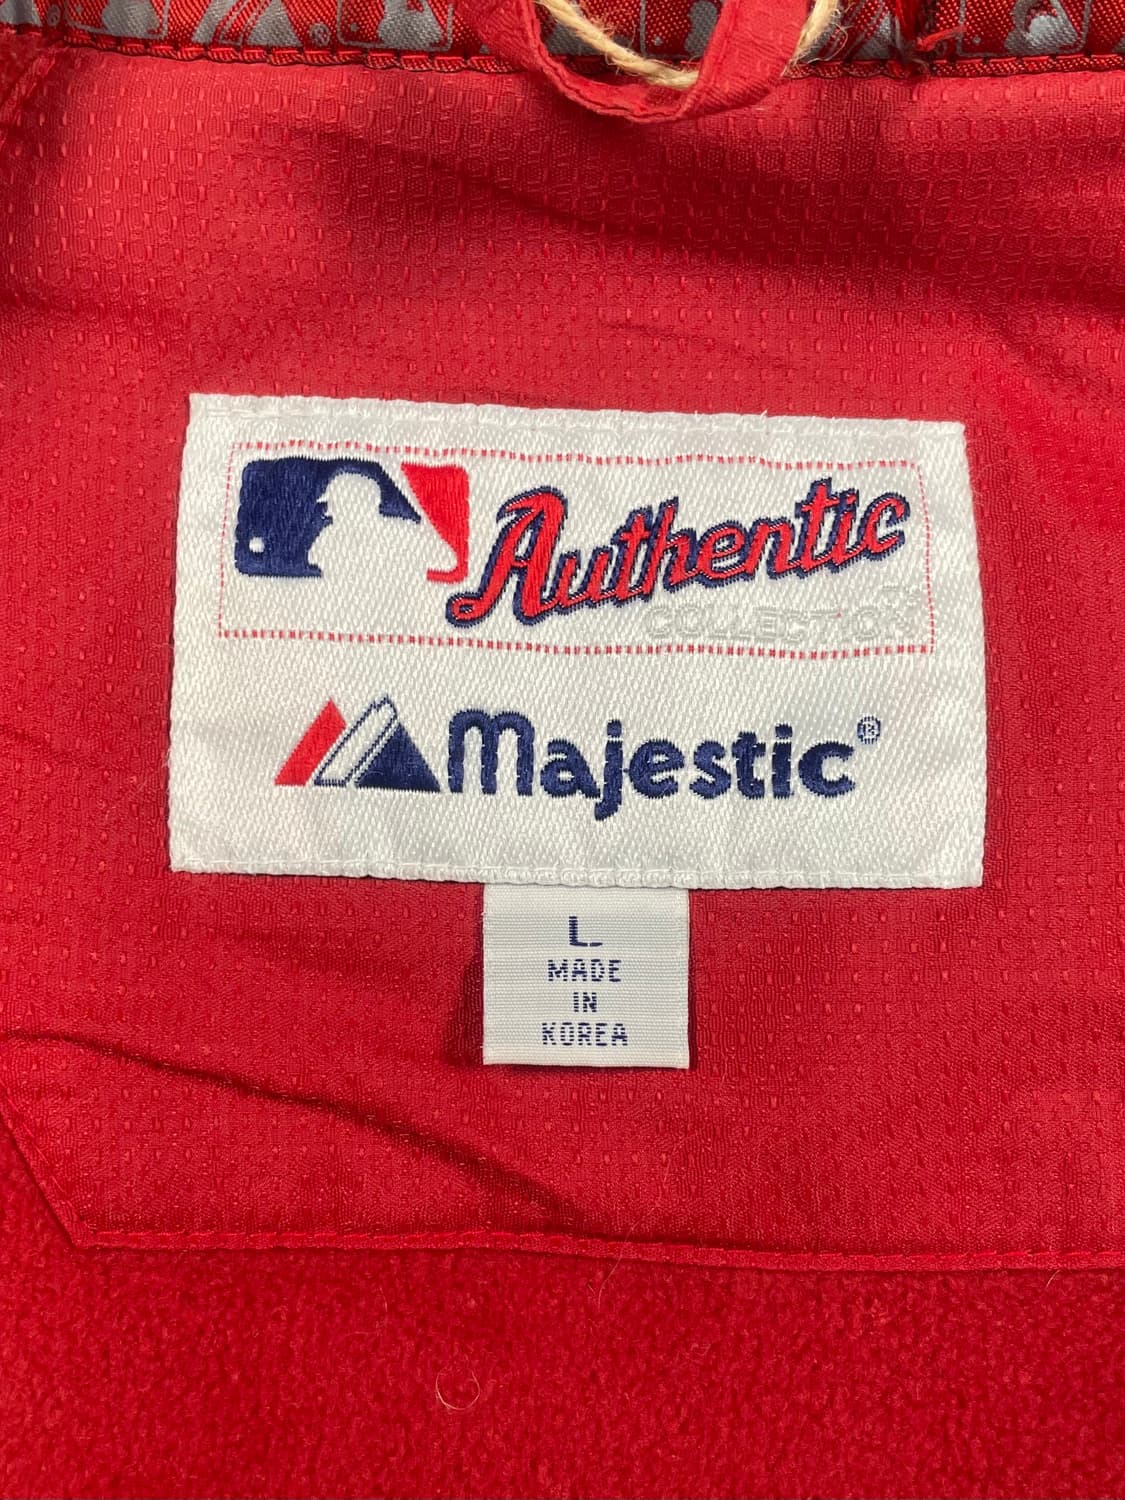 Authentic
COLLECTION
Majestic®
L
MADE
IN
KOREA